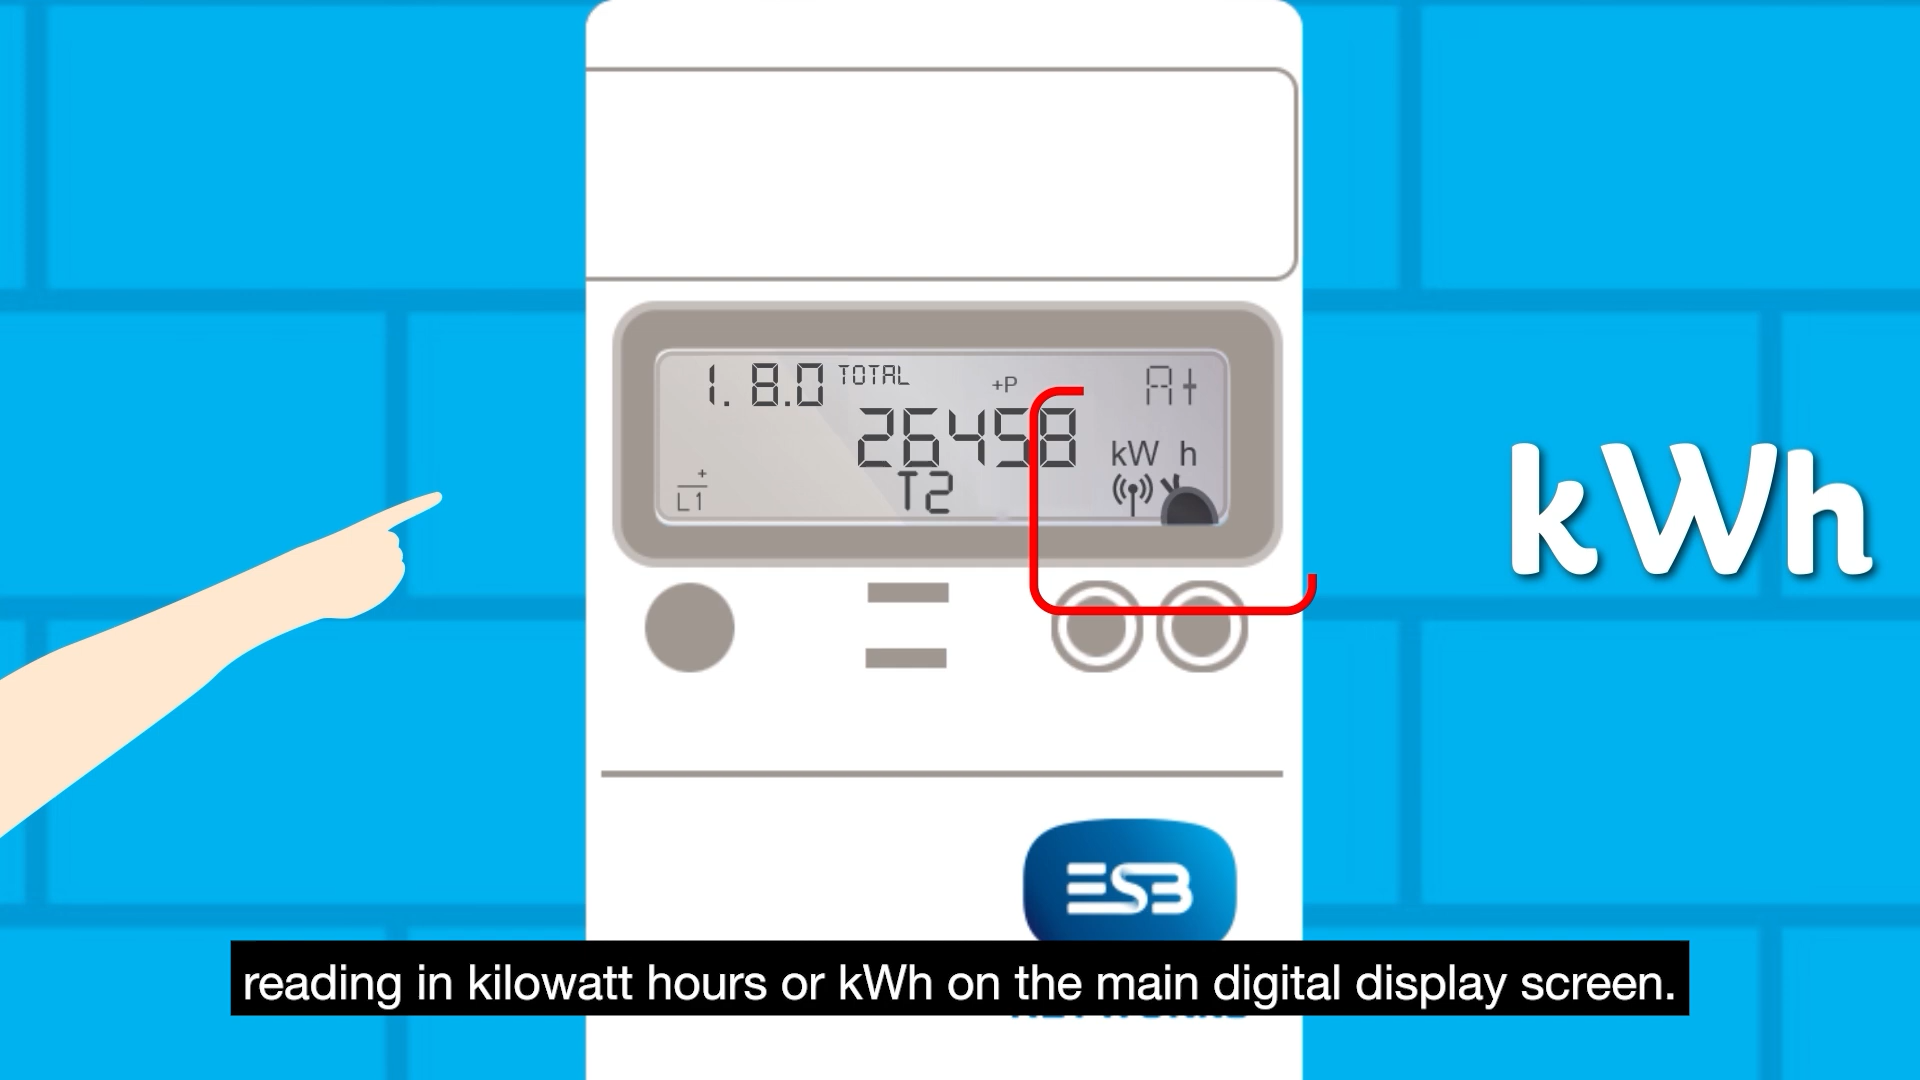 1. 8.0 TOTAL +P A+
26458 kW h
+
L1 T2
kWh
ESB
reading in kilowatt hours or kWh on the main digital display screen.